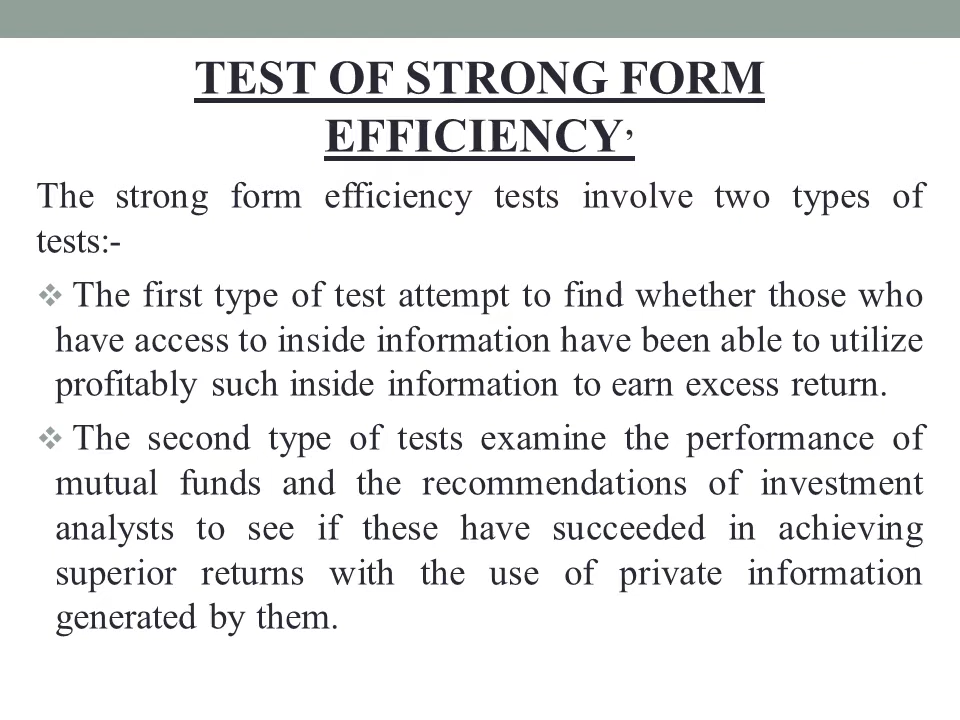 TEST OF STRONG FORM
EFFICIENCY’
The strong form efficiency tests involve two types of
tests:-
❖ The first type of test attempt to find whether those who
have access to inside information have been able to utilize
profitably such inside information to earn excess return.
❖ The second type of tests examine the performance of
mutual funds and the recommendations of investment
analysts to see if these have succeeded in achieving
superior returns with the use of private information
generated by them.